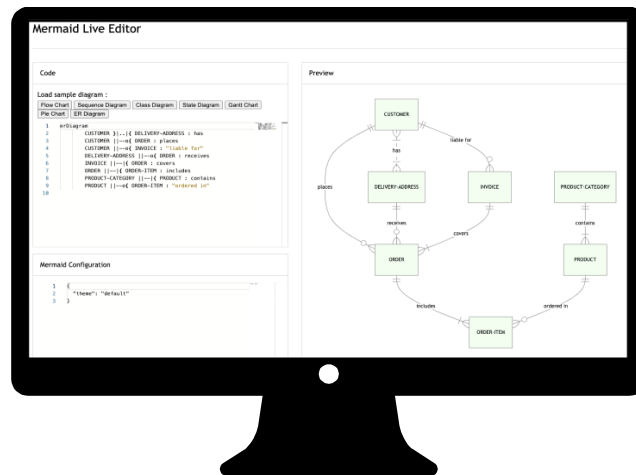 Mermaid Live Editor
Code
Load sample diagram :
Flow Chart Sequence Diagram Class Diagram State Diagram Gantt Chart
Pie Chart ER Diagram
1 erDiagram
2 CUSTOMER }|..|{ DELIVERY-ADDRESS : has
3 CUSTOMER ||--o{ ORDER : places
4 CUSTOMER ||--o{ INVOICE : "liable for"
5 DELIVERY-ADDRESS ||--o{ ORDER : receives
6 INVOICE ||--|{ ORDER : covers
7 ORDER ||--|{ ORDER-ITEM : includes
8 PRODUCT-CATEGORY ||--|{ PRODUCT : contains
9 PRODUCT ||--o{ ORDER-ITEM : "ordered in"
10
Mermaid Configuration
1 {
2 "theme": "default"
3 }
Preview
CUSTOMER
liable for
has
places
DELIVERY-ADDRESS
INVOICE
PRODUCT-CATEGORY
receives
contains
covers
ORDER
PRODUCT
includes
ordered in
ORDER-ITEM